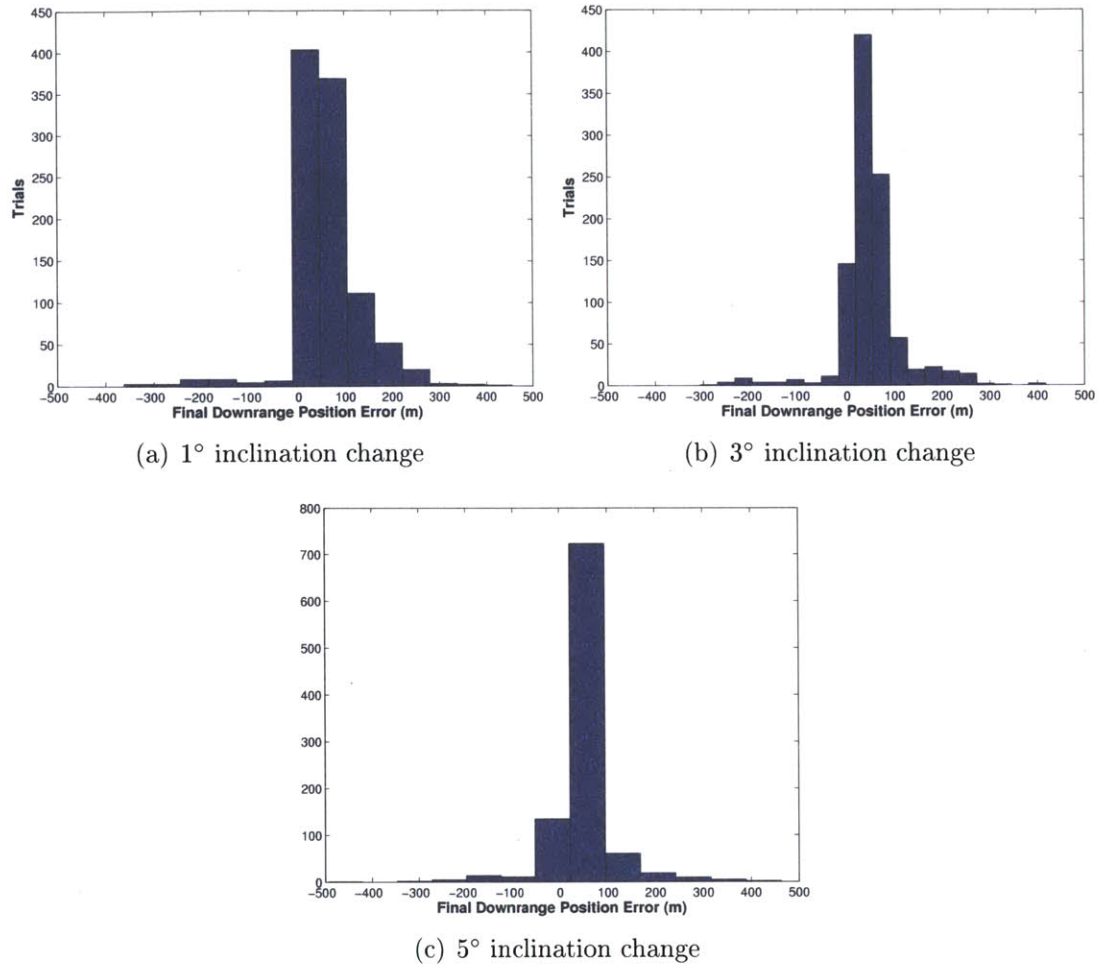 450
400
350
300
250
200
150
100
50
0
Trials
−500 −400 −300 −200 −100 0 100 200 300 400 500
Final Downrange Position Error (m)
(a) 1° inclination change
450
400
350
300
250
200
150
100
50
0
Trials
−500 −400 −300 −200 −100 0 100 200 300 400 500
Final Downrange Position Error (m)
(b) 3° inclination change
800
700
600
500
400
300
200
100
0
−500 −400 −300 −200 −100 0 100 200 300 400 500
Final Downrange Position Error (m)
(c) 5° inclination change